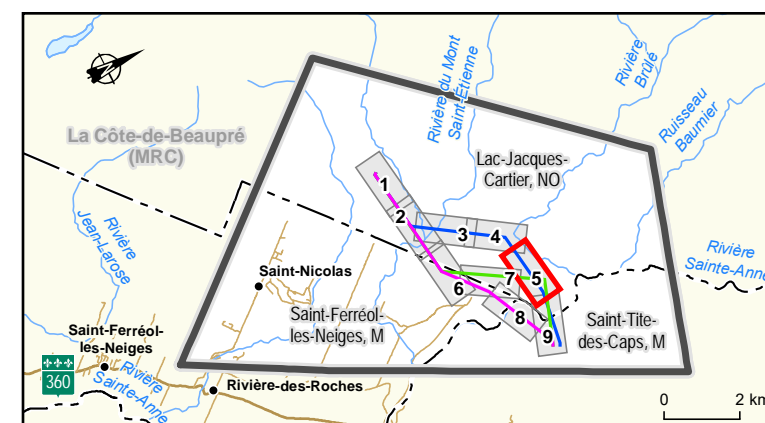 Rivière du Mont
Saint-Étienne
Rivière
Brûlé
Ruisseau
Baumier
La Côte-de-Beaupré
(MRC)
Lac-Jacques-
Cartier, NO
1
2
3
4
5
6
7
8
9
Rivière
Jean-Larose
Rivière
Sainte-Anne
Saint-Nicolas
Saint-Ferréol-
les-Neiges, M
Saint-Tite-
des-Caps, M
Saint-Ferréol-
les-Neiges
360
Rivière
Sainte-Anne
Rivière-des-Roches
0 2 km